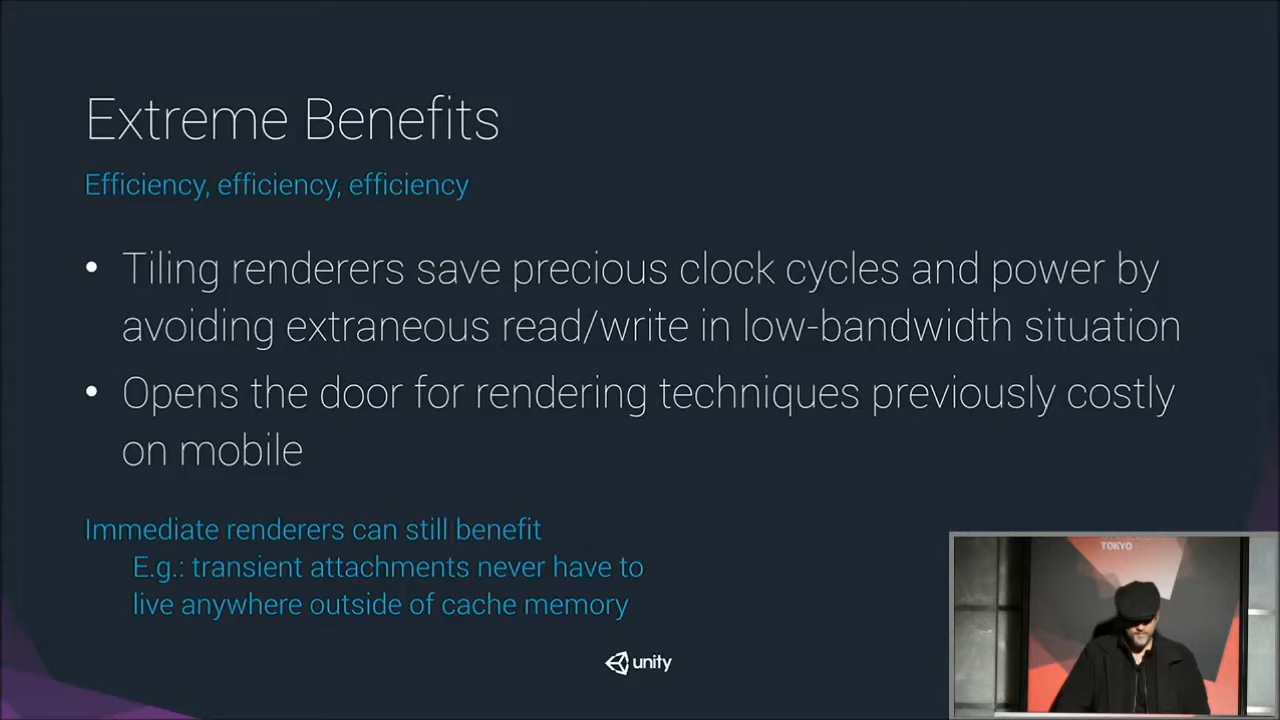 Extreme Benefits
Efficiency, efficiency, efficiency
• Tiling renderers save precious clock cycles and power by
avoiding extraneous read/write in low-bandwidth situation
• Opens the door for rendering techniques previously costly
on mobile
Immediate renderers can still benefit
E.g.: transient attachments never have to
live anywhere outside of cache memory
unity
TOKYO